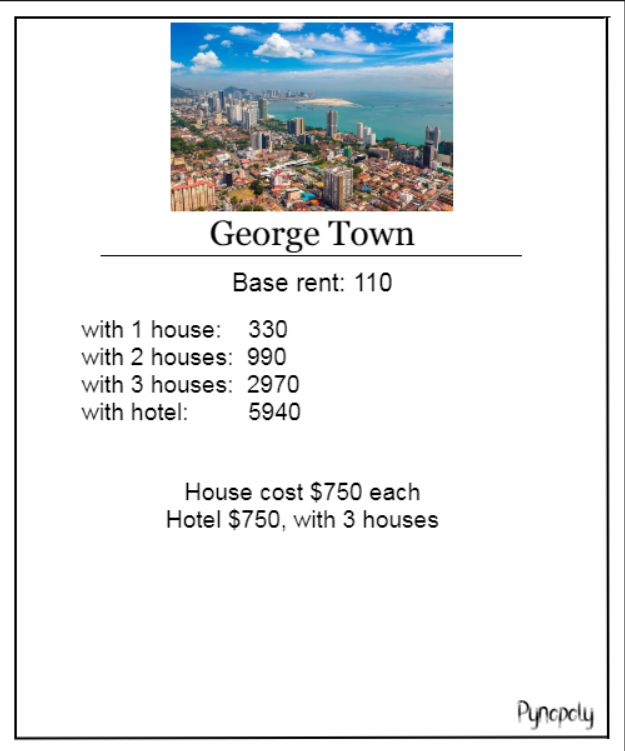 George Town
Base rent: 110
with 1 house: 330
with 2 houses: 990
with 3 houses: 2970
with hotel: 5940
House cost $750 each
Hotel $750, with 3 houses
Pynopoly